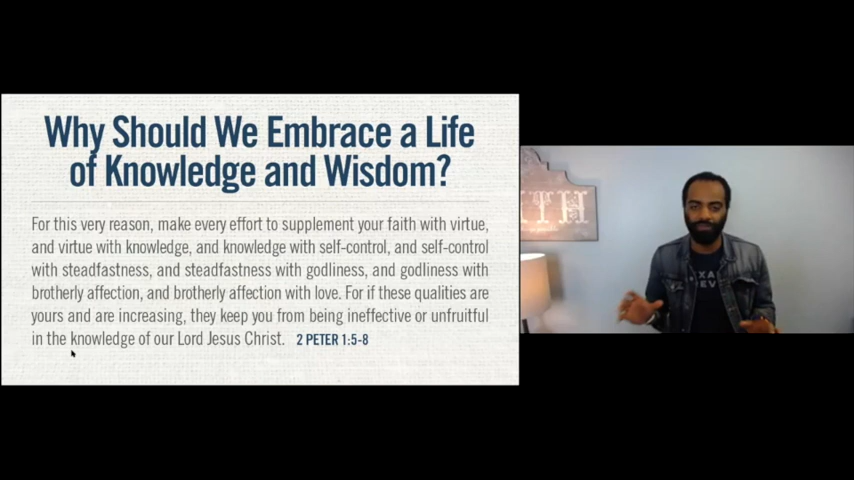 Why Should We Embrace a Life
of Knowledge and Wisdom?
For this very reason, make every effort to supplement your faith with virtue,
and virtue with knowledge, and knowledge with self-control, and self-control
with steadfastness, and steadfastness with godliness, and godliness with
brotherly affection, and brotherly affection with love. For if these qualities are
yours and are increasing, they keep you from being ineffective or unfruitful
in the knowledge of our Lord Jesus Christ. 2 PETER 1:5-8
ITH